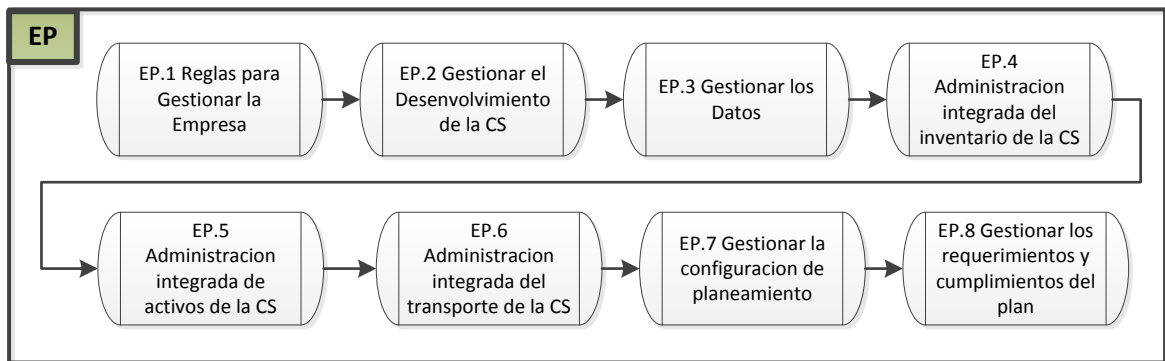 EP
EP.1 Reglas para
Gestionar la
Empresa
EP.2 Gestionar el
Desenvolvimiento
de la CS
EP.3 Gestionar los
Datos
EP.4
Administracion
integrada del
inventario de la CS
EP.5
Administracion
integrada de
activos de la CS
EP.6
Administracion
integrada del
transporte de la CS
EP.7 Gestionar la
configuracion de
planeamiento
EP.8 Gestionar los
requerimientos y
cumplimientos del
plan